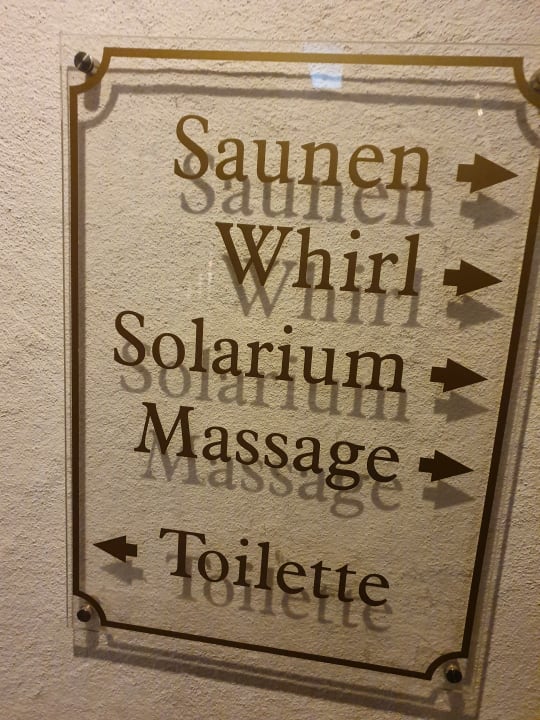 Saunen
Whirl
Solarium
Massage
Toilette